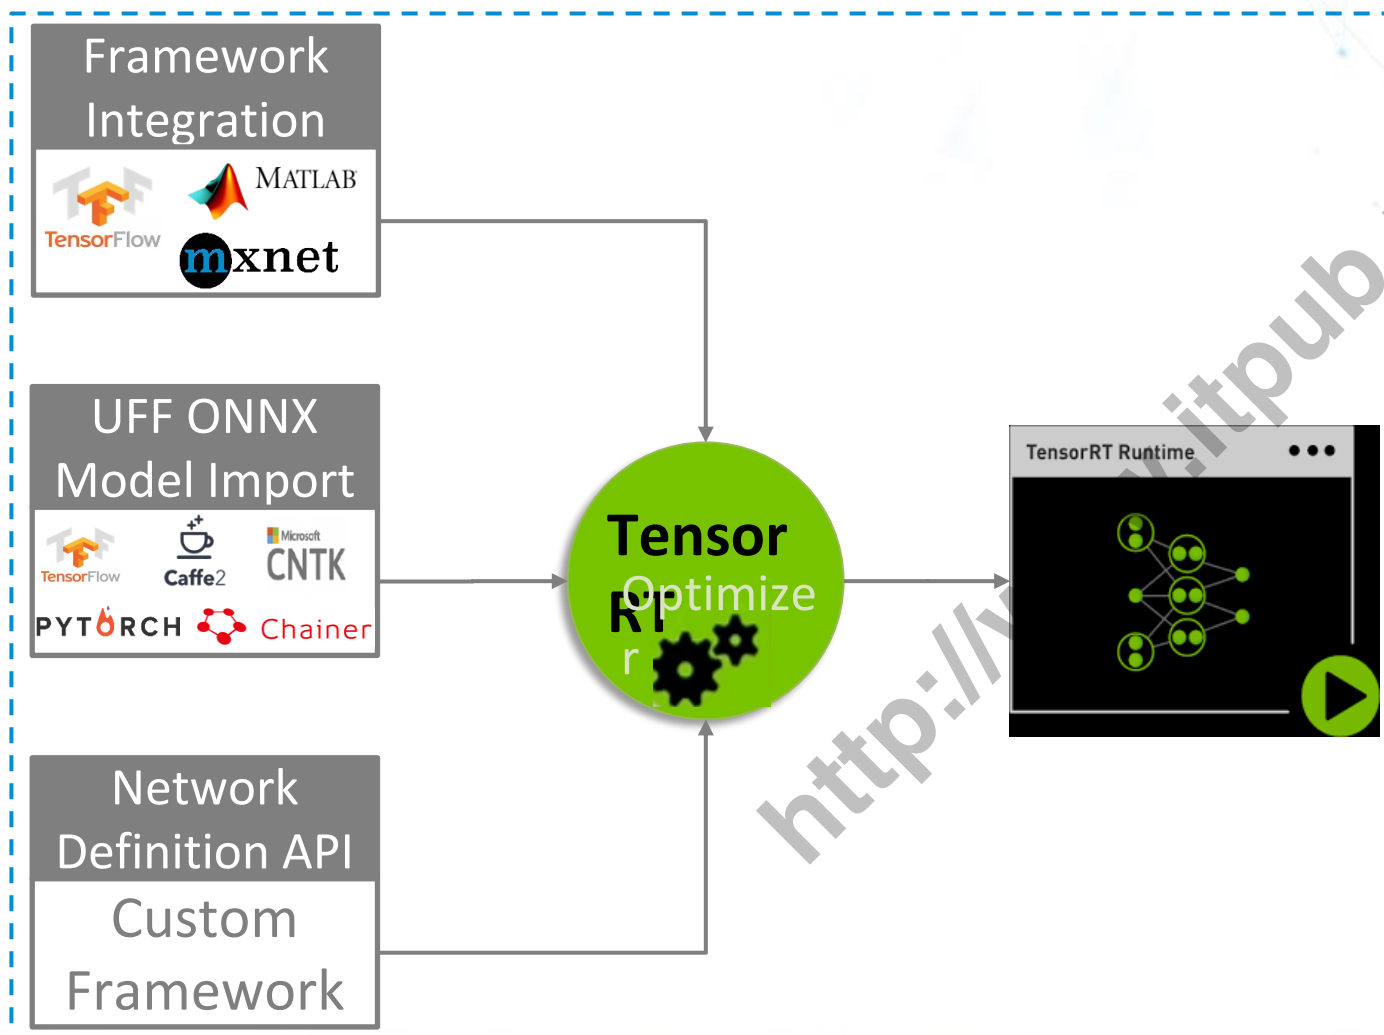 Framework
Integration
TensorFlow
MATLAB
mxnet
UFF ONNX
Model Import
TensorFlow
Caffe2
Microsoft
CNTK
PYTORCH
Chainer
Network
Definition API
Custom
Framework
Tensor
RT
Optimize
r
TensorRT Runtime
http://w
.itpub